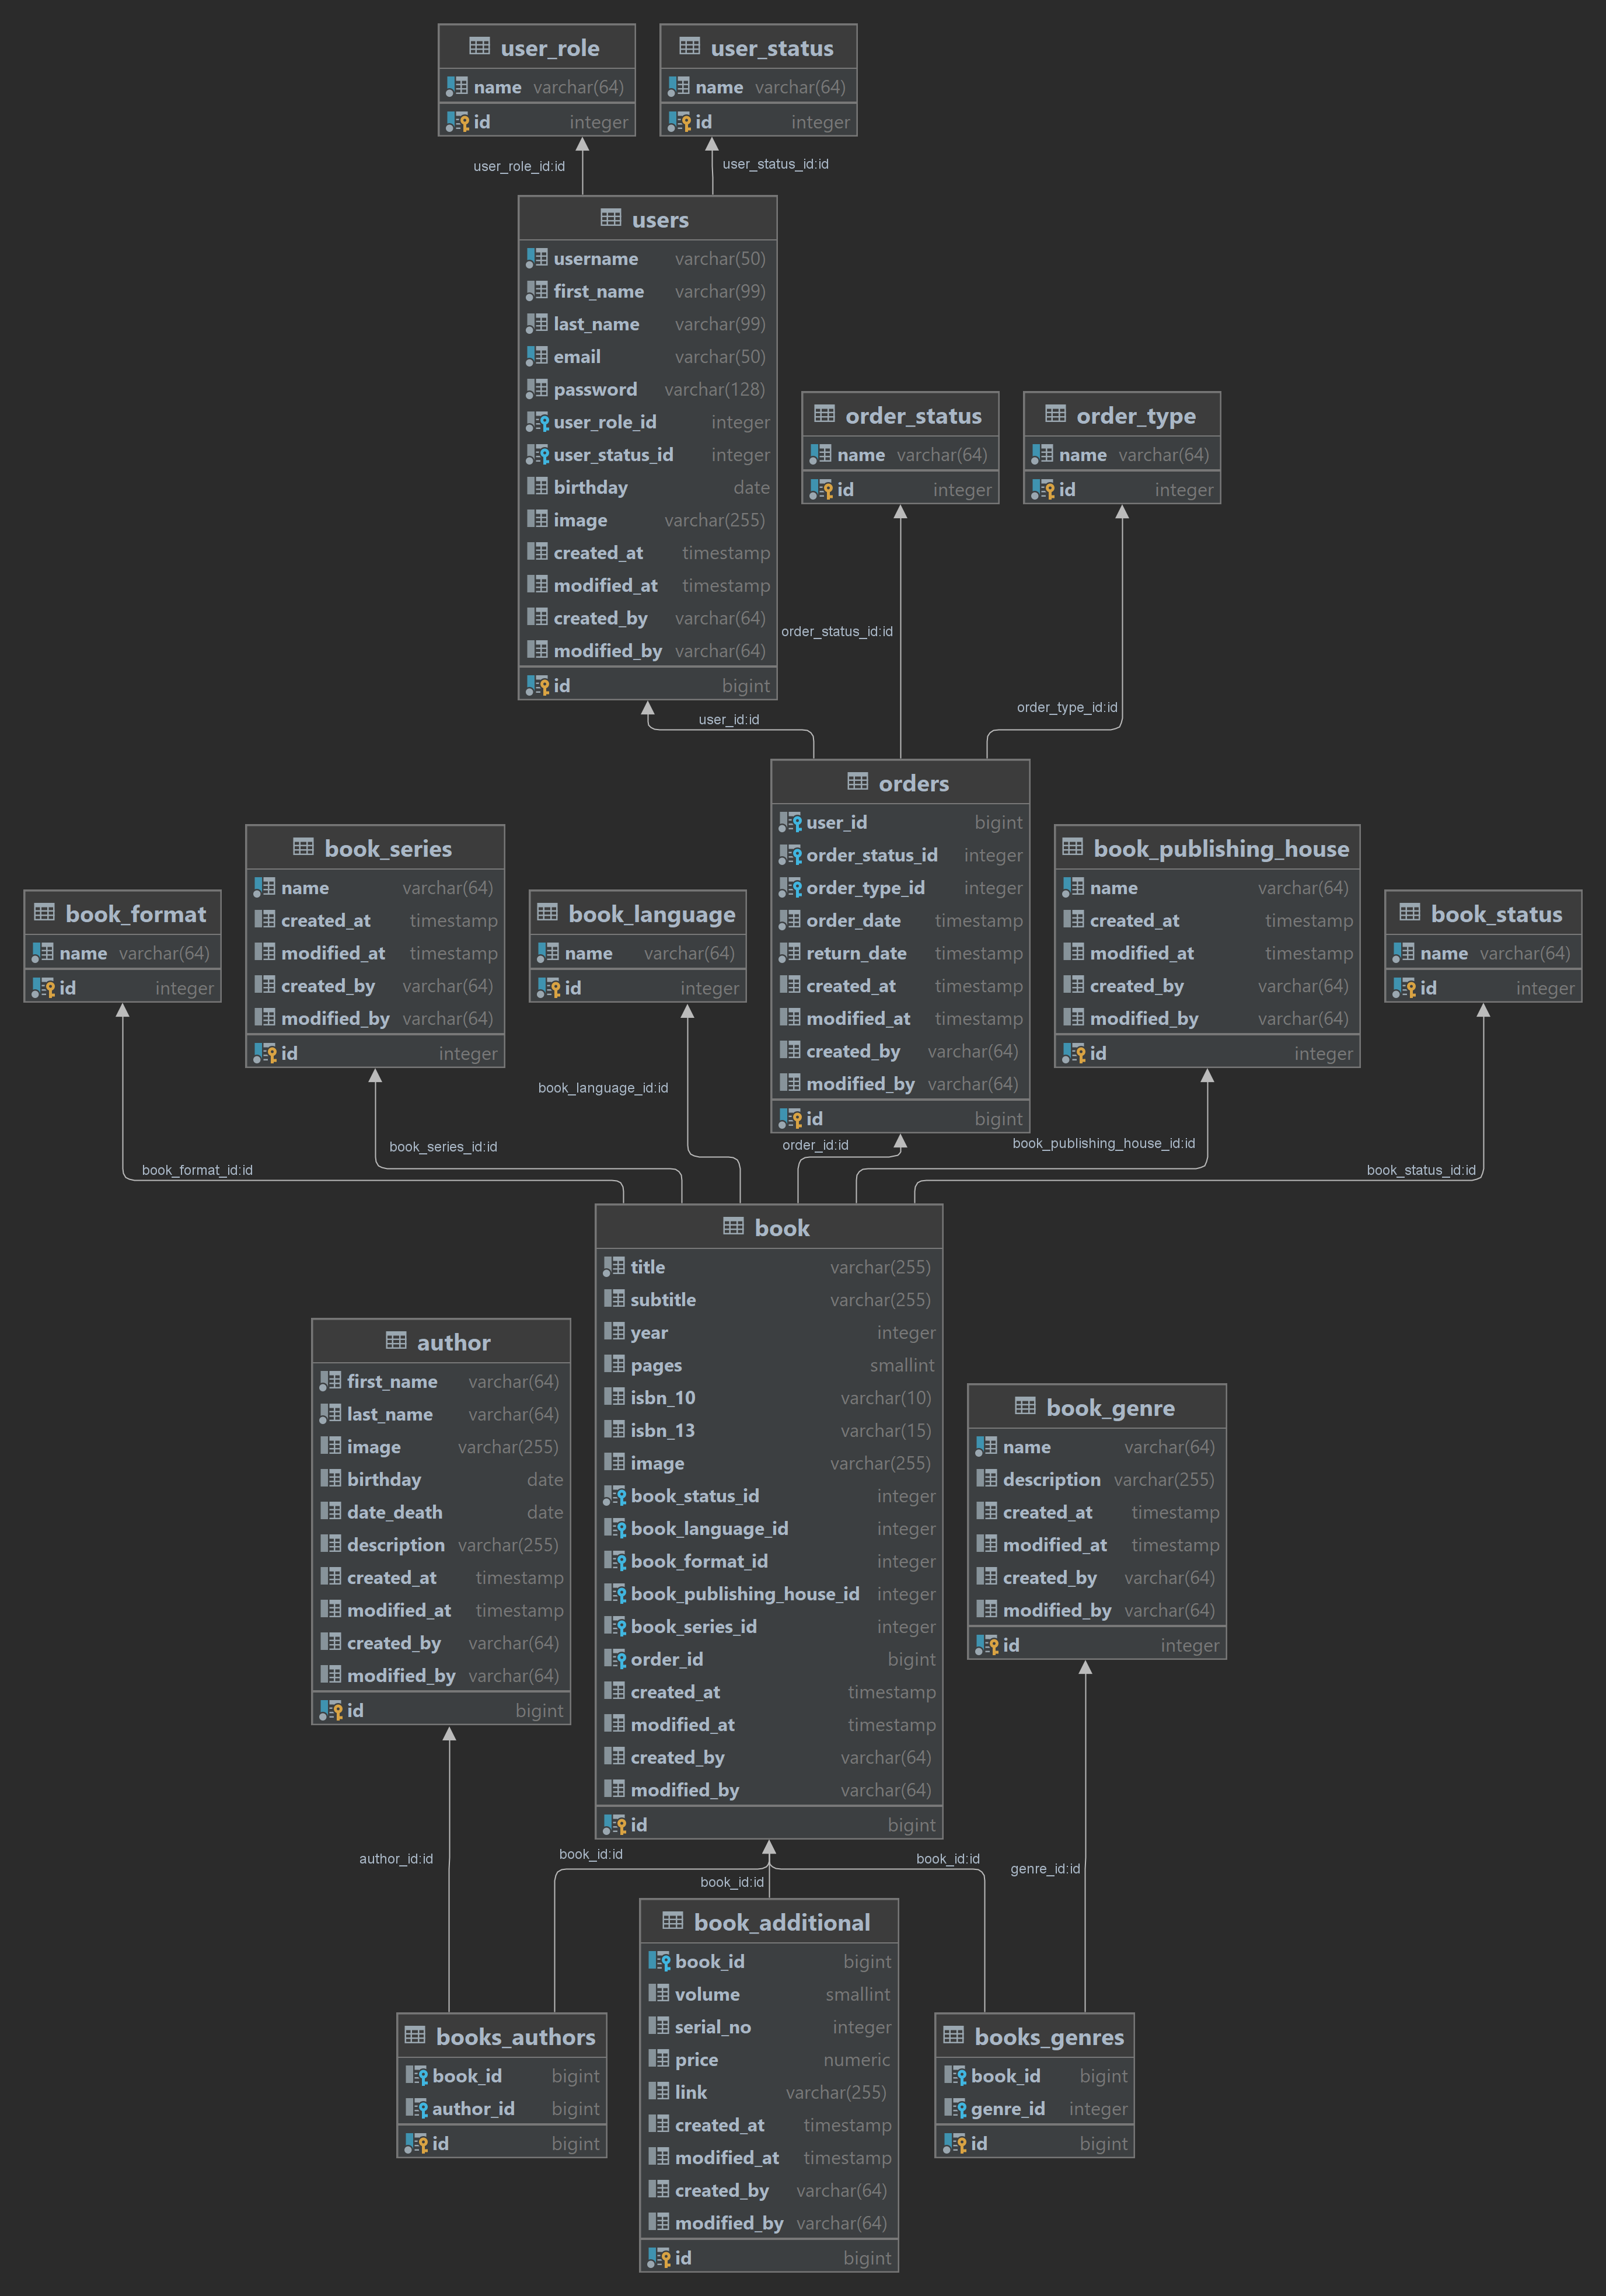 user_role
name varchar(64)
id integer
user_status
name varchar(64)
id integer
user_role_id:id
user_status_id:id
users
username varchar(50)
first_name varchar(99)
last_name varchar(99)
email varchar(50)
password varchar(128)
user_role_id integer
user_status_id integer
birthday date
image varchar(255)
created_at timestamp
modified_at timestamp
created_by varchar(64)
modified_by varchar(64)
id bigint
order_status
name varchar(64)
id integer
order_type
name varchar(64)
id integer
order_status_id:id
order_type_id:id
user_id:id
orders
user_id bigint
order_status_id integer
order_type_id integer
order_date timestamp
return_date timestamp
created_at timestamp
modified_at timestamp
created_by varchar(64)
modified_by varchar(64)
id bigint
book_format
name varchar(64)
id integer
book_series
name varchar(64)
created_at timestamp
modified_at timestamp
created_by varchar(64)
modified_by varchar(64)
id integer
book_language
name varchar(64)
id integer
book_publishing_house
name varchar(64)
created_at timestamp
modified_at timestamp
created_by varchar(64)
modified_by varchar(64)
id integer
book_status
name varchar(64)
id integer
book_format_id:id
book_series_id:id
book_language_id:id
order_id:id
book_publishing_house_id:id
book_status_id:id
book
title varchar(255)
subtitle varchar(255)
year integer
pages smallint
isbn_10 varchar(10)
isbn_13 varchar(15)
image varchar(255)
book_status_id integer
book_language_id integer
book_format_id integer
book_publishing_house_id integer
book_series_id integer
order_id bigint
created_at timestamp
modified_at timestamp
created_by varchar(64)
modified_by varchar(64)
id bigint
author
first_name varchar(64)
last_name varchar(64)
image varchar(255)
birthday date
date_death date
description varchar(255)
created_at timestamp
modified_at timestamp
created_by varchar(64)
modified_by varchar(64)
id bigint
book_genre
name varchar(64)
description varchar(255)
created_at timestamp
modified_at timestamp
created_by varchar(64)
modified_by varchar(64)
id integer
author_id:id
book_id:id
book_id:id
book_id:id
genre_id:id
books_authors
book_id bigint
author_id bigint
id bigint
book_additional
book_id bigint
volume smallint
serial_no integer
price numeric
link varchar(255)
created_at timestamp
modified_at timestamp
created_by varchar(64)
modified_by varchar(64)
id bigint
books_genres
book_id bigint
genre_id integer
id bigint